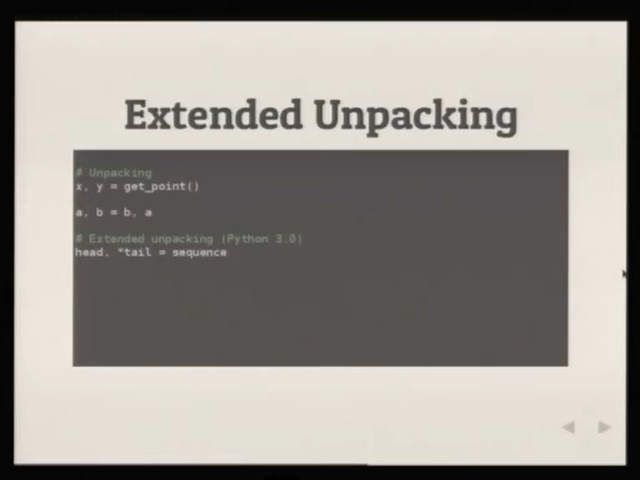 Extended Unpacking
# Unpacking
x, y = get_point()
a, b = b, a
# Extended unpacking (Python 3.0)
head, *tail = sequence